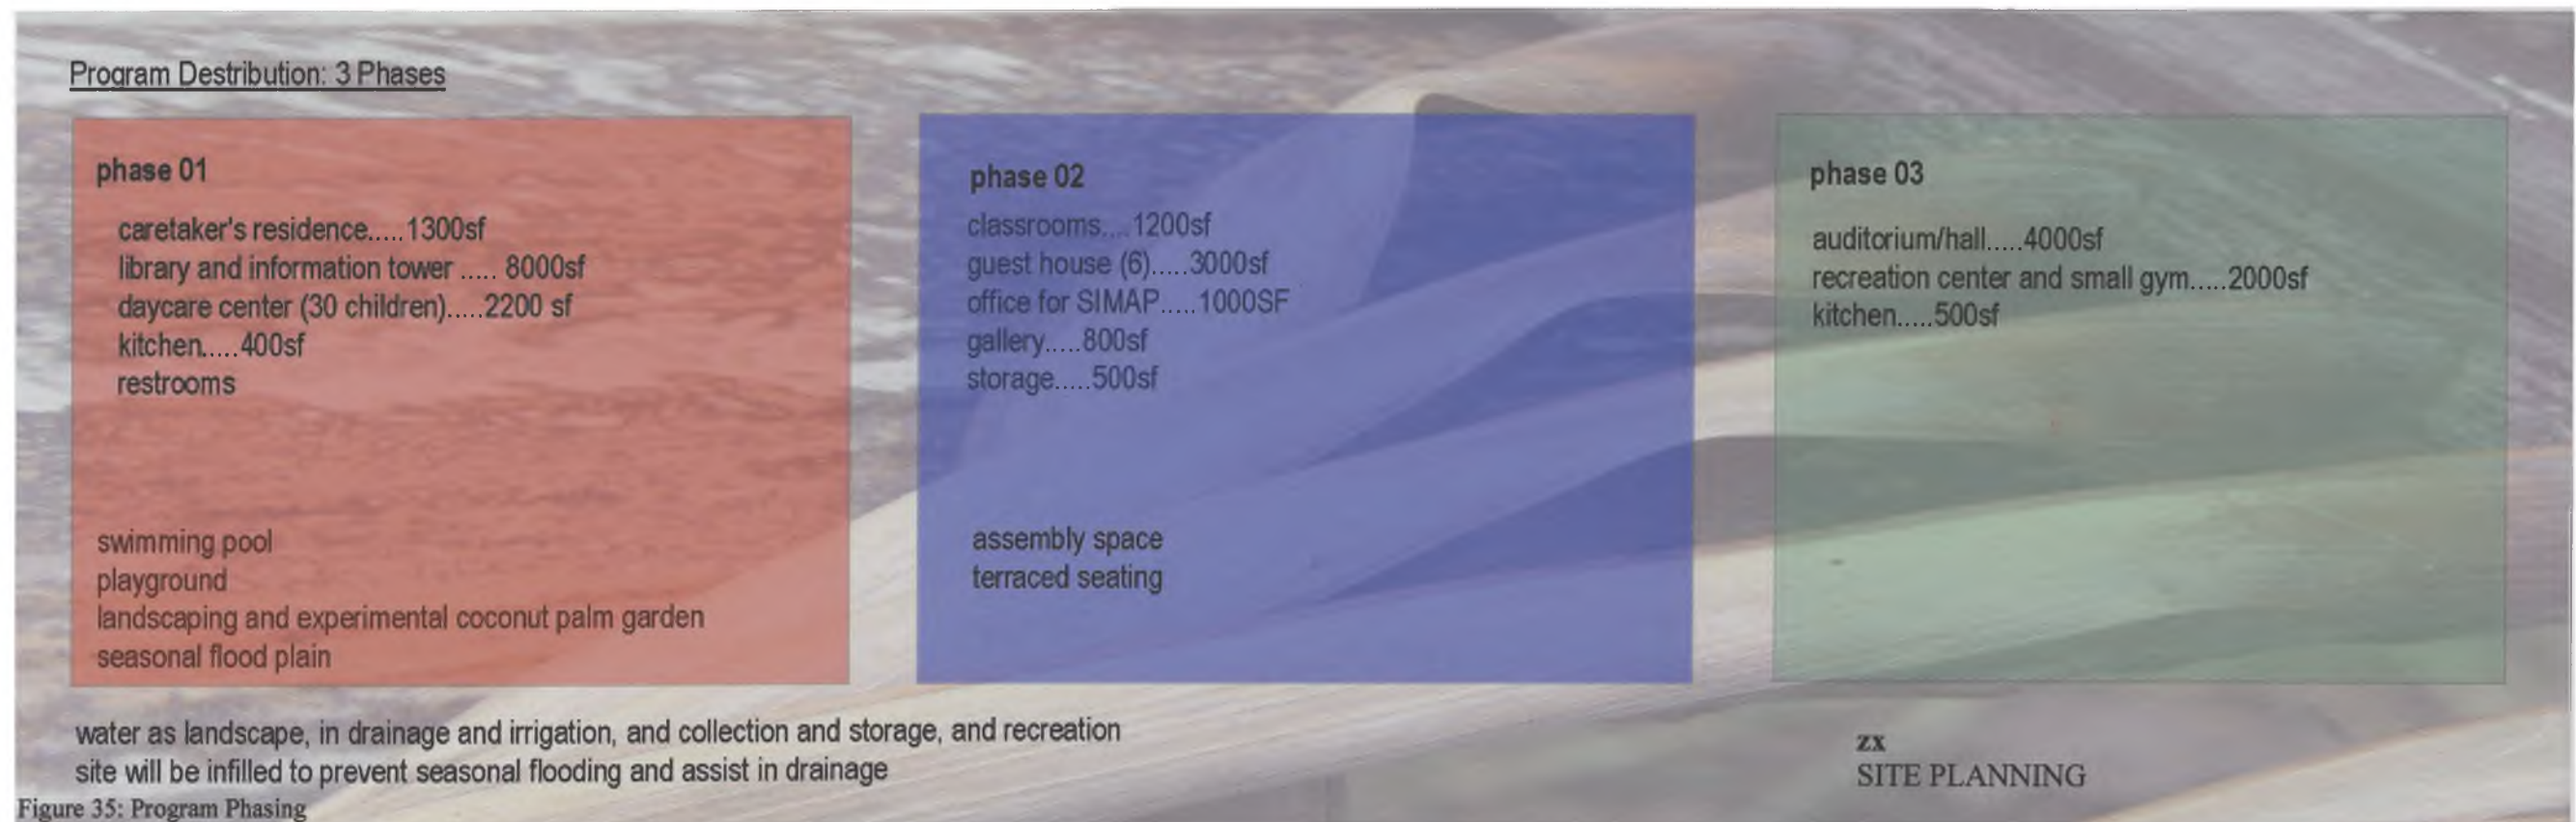 Program Destribution: 3 Phases
phase 01
caretaker's residence.....1300sf
library and information tower ..... 8000sf
daycare center (30 children).....2200 sf
kitchen.....400sf
restrooms
swimming pool
playground
landscaping and experimental coconut palm garden
seasonal flood plain
phase 02
classrooms....1200sf
guest house (6).....3000sf
office for SIMAP.....1000SF
gallery.....800sf
storage.....500sf
assembly space
terraced seating
phase 03
auditorium/hall.....4000sf
recreation center and small gym.....2000sf
kitchen.....500sf
water as landscape, in drainage and irrigation, and collection and storage, and recreation
site will be infilled to prevent seasonal flooding and assist in drainage
zx
SITE PLANNING
Figure 35: Program Phasing